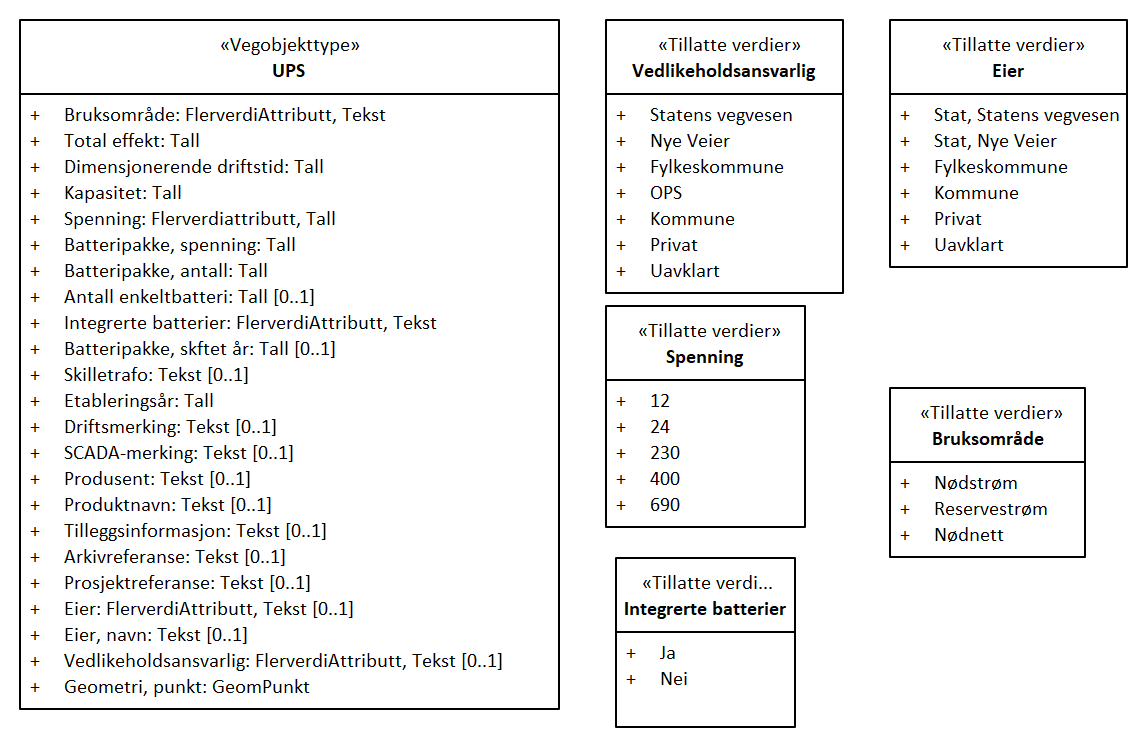 «Vegobjekttype»
UPS
+ Bruksområde: FlerverdiAttributt, Tekst
+ Total effekt: Tall
+ Dimensjonerende driftstid: Tall
+ Kapasitet: Tall
+ Spenning: Flerverdiattributt, Tall
+ Batteripakke, spenning: Tall
+ Batteripakke, antall: Tall
+ Antall enkeltbatteri: Tall [0..1]
+ Integrerte batterier: FlerverdiAttributt, Tekst
+ Batteripakke, skftet år: Tall [0..1]
+ Skilletrafo: Tekst [0..1]
+ Etableringsår: Tall
+ Driftsmerking: Tekst [0..1]
+ SCADA-merking: Tekst [0..1]
+ Produsent: Tekst [0..1]
+ Produktnavn: Tekst [0..1]
+ Tilleggsinformasjon: Tekst [0..1]
+ Arkivreferanse: Tekst [0..1]
+ Prosjektreferanse: Tekst [0..1]
+ Eier: FlerverdiAttributt, Tekst [0..1]
+ Eier, navn: Tekst [0..1]
+ Vedlikeholdsansvarlig: FlerverdiAttributt, Tekst [0..1]
+ Geometri, punkt: GeomPunkt
«Tillatte verdier»
Vedlikeholdsansvarlig
+ Statens vegvesen
+ Nye Veier
+ Fylkeskommune
+ OPS
+ Kommune
+ Privat
+ Uavklart
«Tillatte verdier»
Eier
+ Stat, Statens vegvesen
+ Stat, Nye Veier
+ Fylkeskommune
+ Kommune
+ Privat
+ Uavklart
«Tillatte verdier»
Spenning
+ 12
+ 24
+ 230
+ 400
+ 690
«Tillatte verdier»
Bruksområde
+ Nødstrøm
+ Reservestrøm
+ Nødnett
«Tillatte verdi...
Integrerte batterier
+ Ja
+ Nei